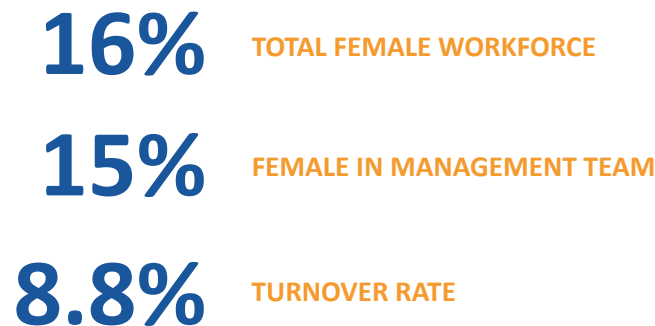 16% TOTAL FEMALE WORKFORCE
15% FEMALE IN MANAGEMENT TEAM
8.8% TURNOVER RATE